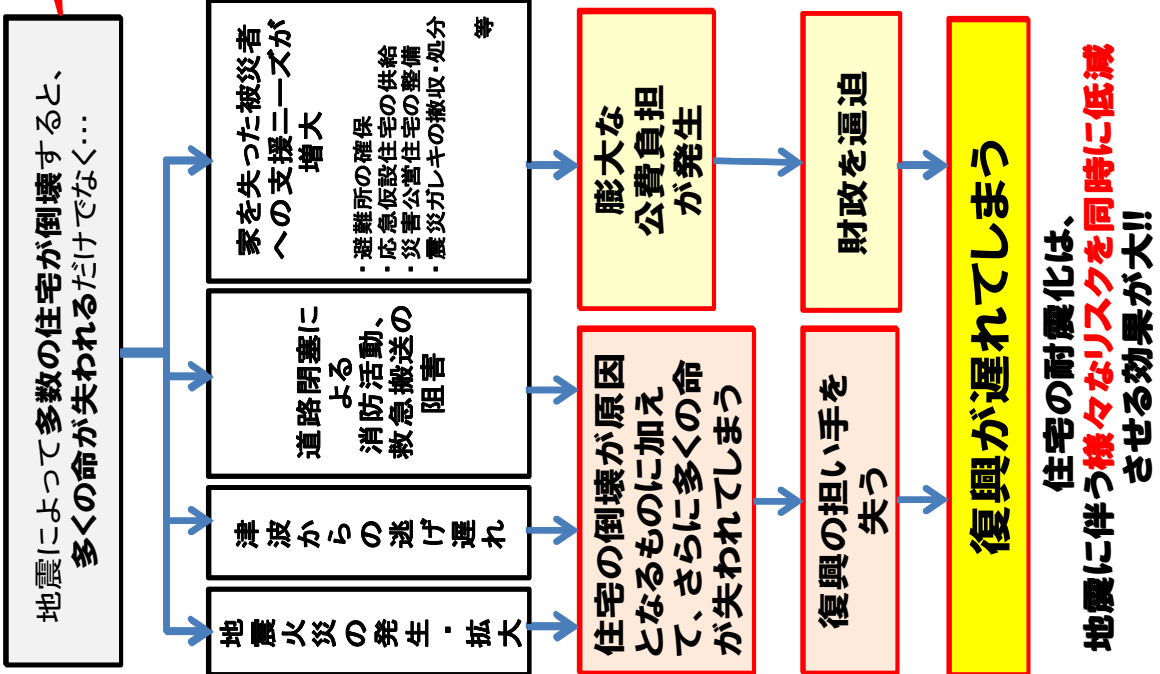 地震によって多数の住宅が倒壊すると、
多くの命が失われるだけでなく…
地震火災の発生・拡大
津波からの逃げ遅れ
道路閉塞に
よる
消防活動、
救急搬送の
阻害
家を失った被災者
への支援ニーズが
増大
・避難所の確保
・応急仮設住宅の供給
・災害公営住宅の整備
・震災ガレキの撤収・処分
等
住宅の倒壊が原因
となるものに加え
て、さらに多くの命
が失われてしまう
膨大な
公費負担
が発生
復興の担い手を
失う
財政を逼迫
復興が遅れてしまう
住宅の耐震化は、
地震に伴う様々なリスクを同時に低減
させる効果が大!!